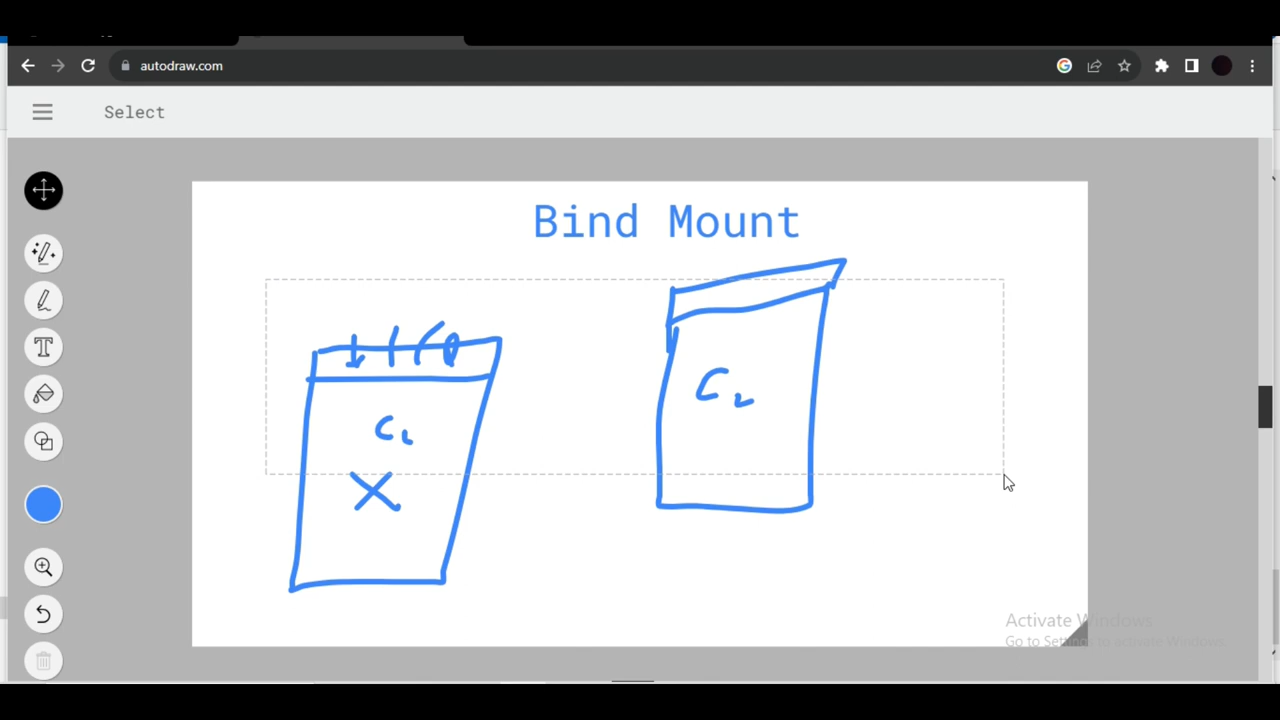 autodraw.com
Select
Bind Mount
C1
C2
X
Activate Windows
Go to Settings to activate Windows.